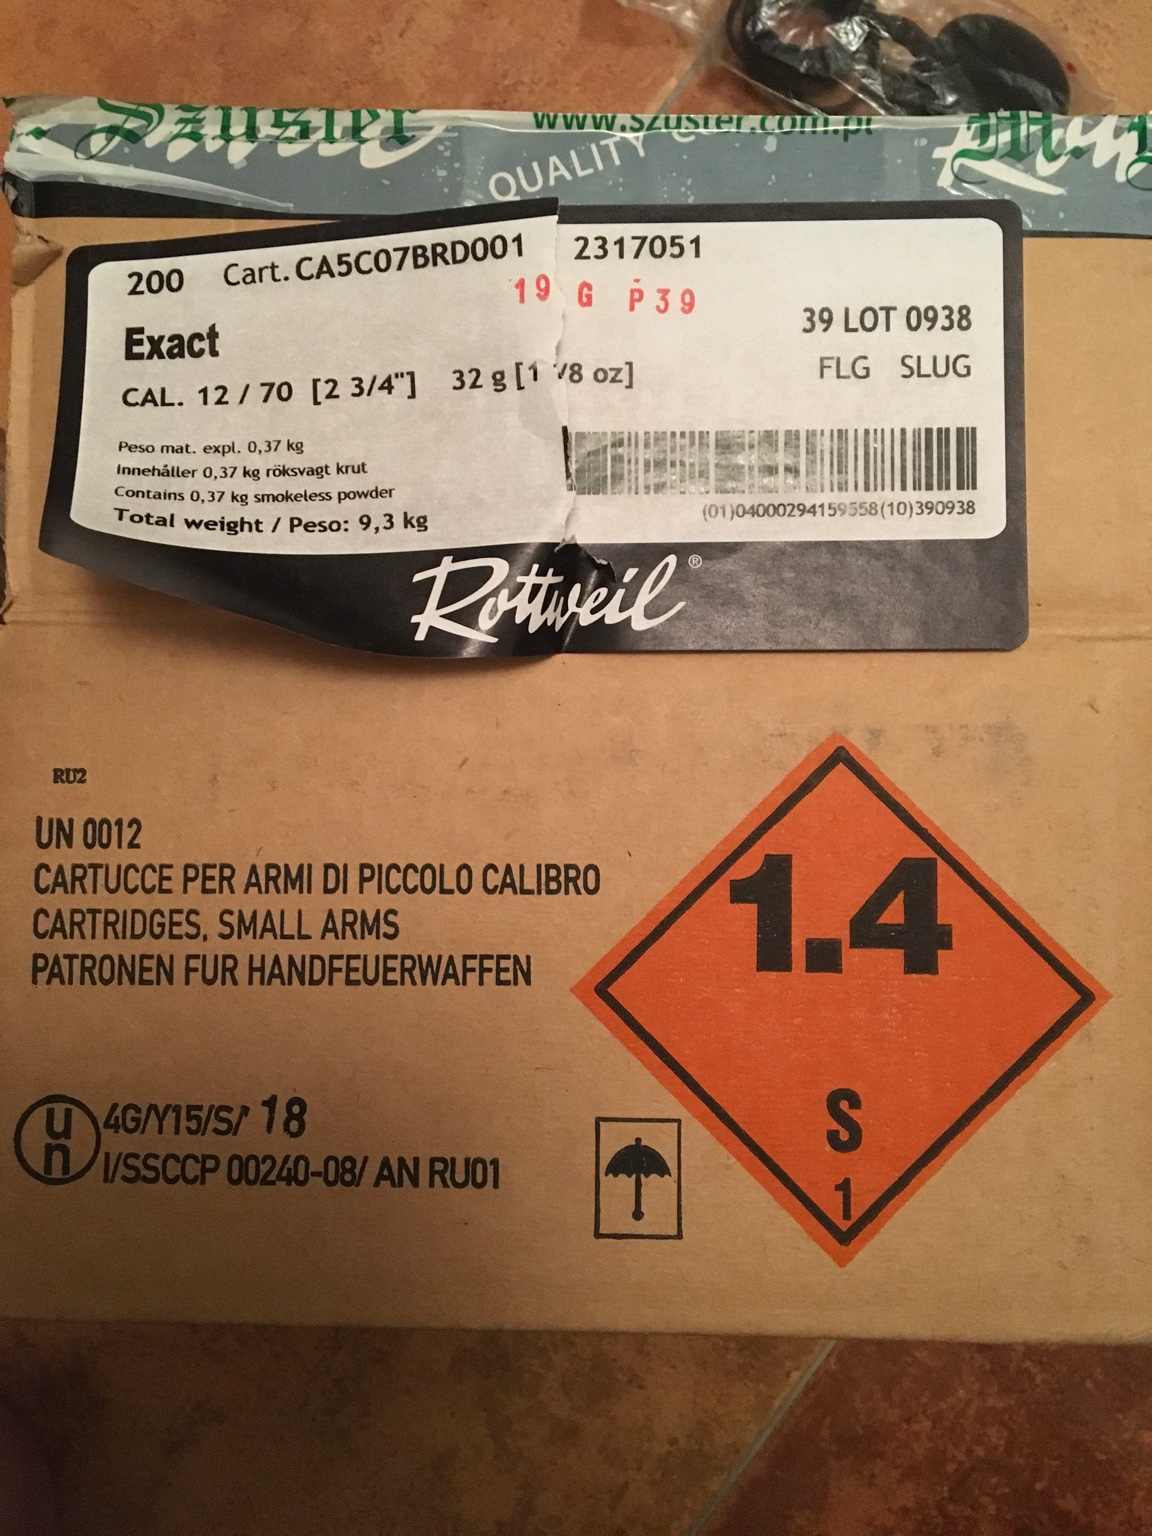 Szuster www.szuster.com.pl M.
QUALITY
200 Cart. CA5C07BRD001 2317051
19 G P 39
Exact
39 LOT 0938
CAL. 12 / 70 [2 3/4"] 32 g [1 1/8 oz]
FLG SLUG
Peso mat. expl. 0,37 kg
Innehåller 0,37 kg röksvagt krut
Contains 0,37 kg smokeless powder
Total weight / Peso: 9,3 kg
(01)04000294159558(10)390938
Rottweil®
RU2
UN 0012
CARTUCCE PER ARMI DI PICCOLO CALIBRO
CARTRIDGES, SMALL ARMS
PATRONEN FUR HANDFEUERWAFFEN
1.4
S
1
un 4G/Y15/S/ 18
I/SSCCP 00240-08/ AN RU01